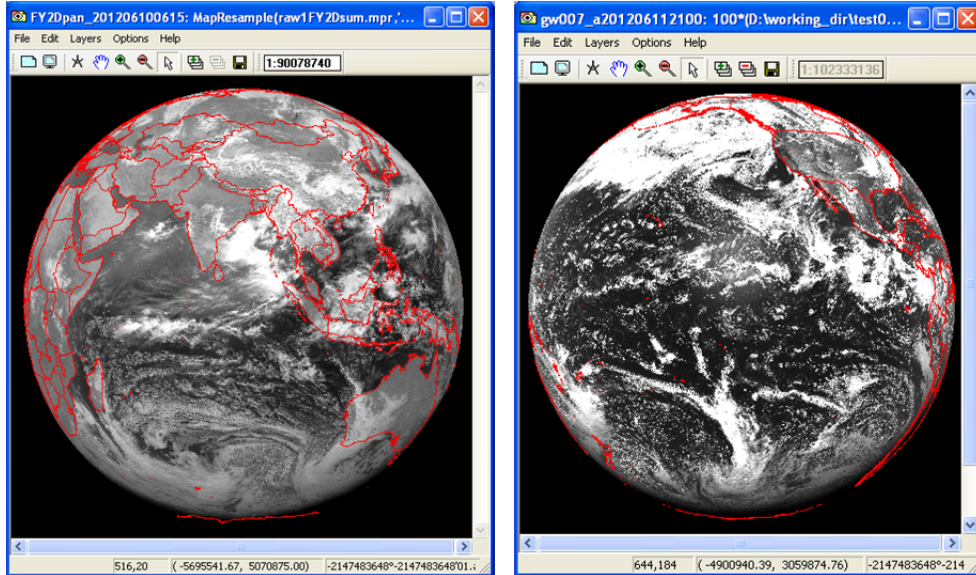 FY2Dpan_201206100615: MapResample(raw1FY2Dsum.mpr,'...
File Edit Layers Options Help
1:90078740
516,20 (-5695541.67, 5070875.00) -2147483648°-2147483648'01.
gw007_a201206112100: 100*(D:\working_dir\test0...
File Edit Layers Options Help
1:102333136
644,184 (-4900940.39, 3059874.76) -2147483648°-214